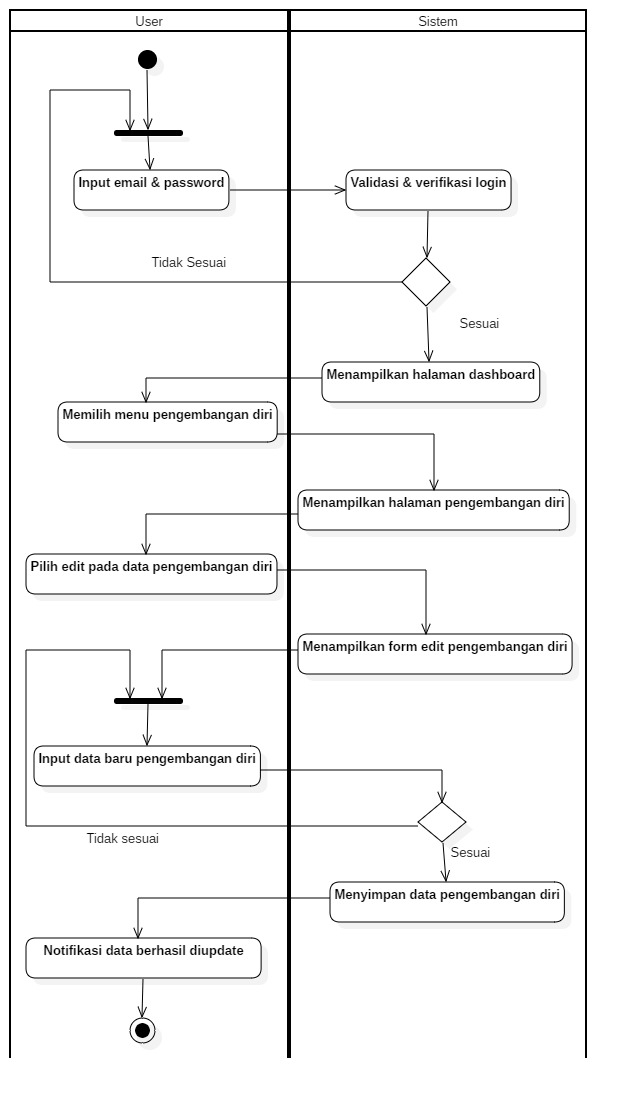 User
Sistem
Input email & password
Validasi & verifikasi login
Tidak Sesuai
Sesuai
Menampilkan halaman dashboard
Memilih menu pengembangan diri
Menampilkan halaman pengembangan diri
Pilih edit pada data pengembangan diri
Menampilkan form edit pengembangan diri
Input data baru pengembangan diri
Tidak sesuai
Sesuai
Menyimpan data pengembangan diri
Notifikasi data berhasil diupdate